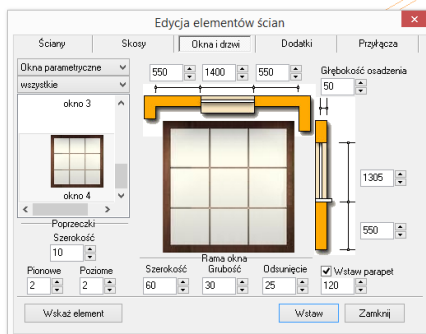 Edycja elementów ścian
Ściany Skosy Okna i drzwi Dodatki Przyłącza
Okna parametryczne
wszystkie
okno 3
okno 4
550 1400 550
Głębokość osadzenia
50
1305
550
Poprzeczki
Szerokość
10
Pionowe Poziome
2 2
Rama okna
Szerokość Grubość Odsunięcie
60 30 25
Wstaw parapet
120
Wskaż element Wstaw Zamknij